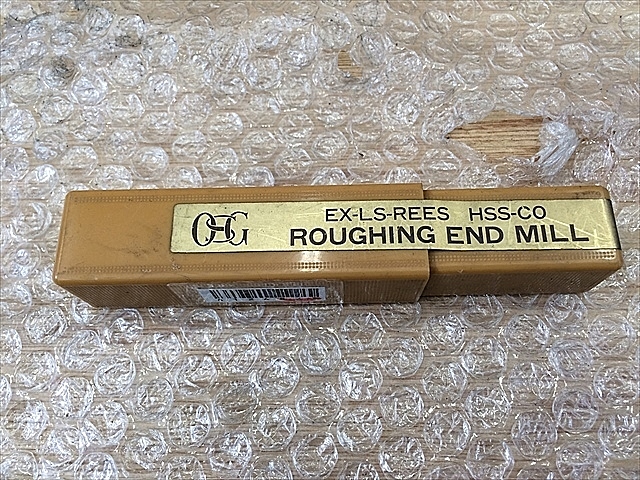 OSG
EX-LS-REES HSS-CO
ROUGHING END MILL